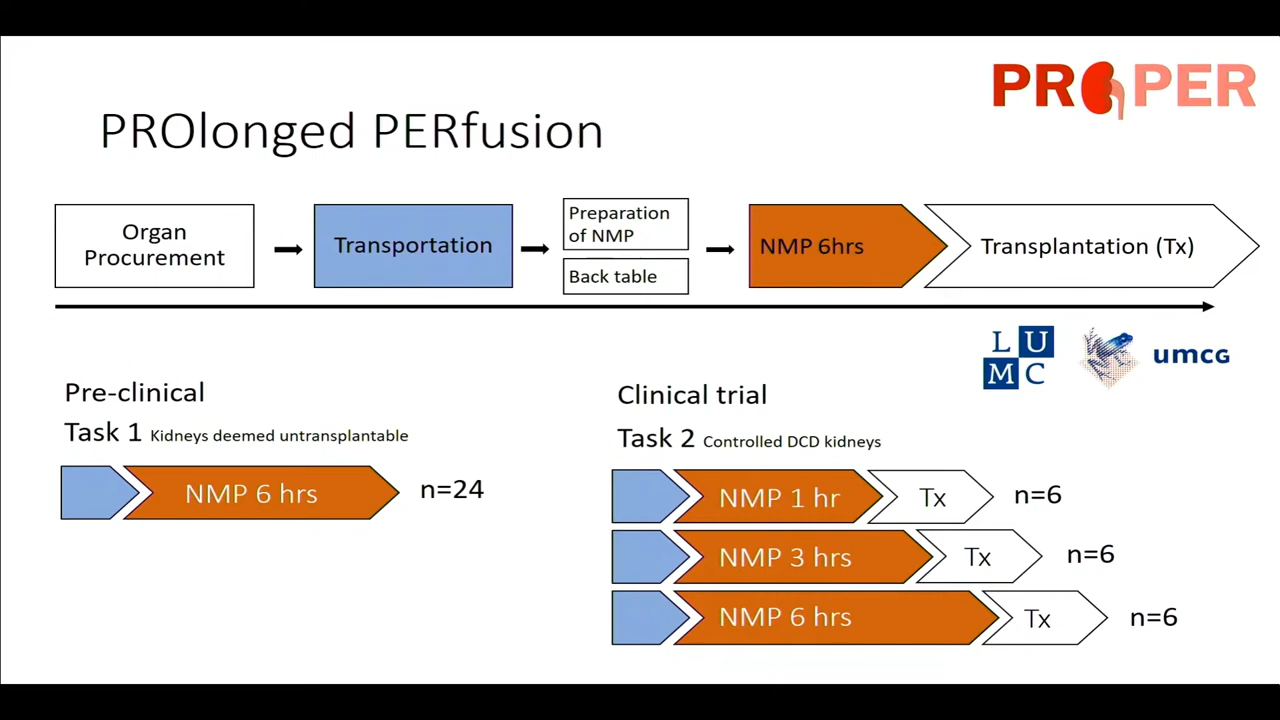 PROPER
PROlonged PERfusion
Organ
Procurement
Transportation
Preparation
of NMP
Back table
NMP 6hrs
Transplantation (Tx)
L U
M C
umcg
Pre-clinical
Task 1 Kidneys deemed untransplantable
NMP 6 hrs
n=24
Clinical trial
Task 2 Controlled DCD kidneys
NMP 1 hr
Tx
n=6
NMP 3 hrs
Tx
n=6
NMP 6 hrs
Tx
n=6